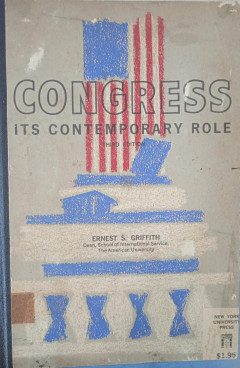 CONGRESS
ITS CONTEMPORARY ROLE
THIRD EDITION
ERNEST S. GRIFFITH
Dean, School of International Service
The American University
NEW YORK
UNIVERSITY
PRESS
$1.95